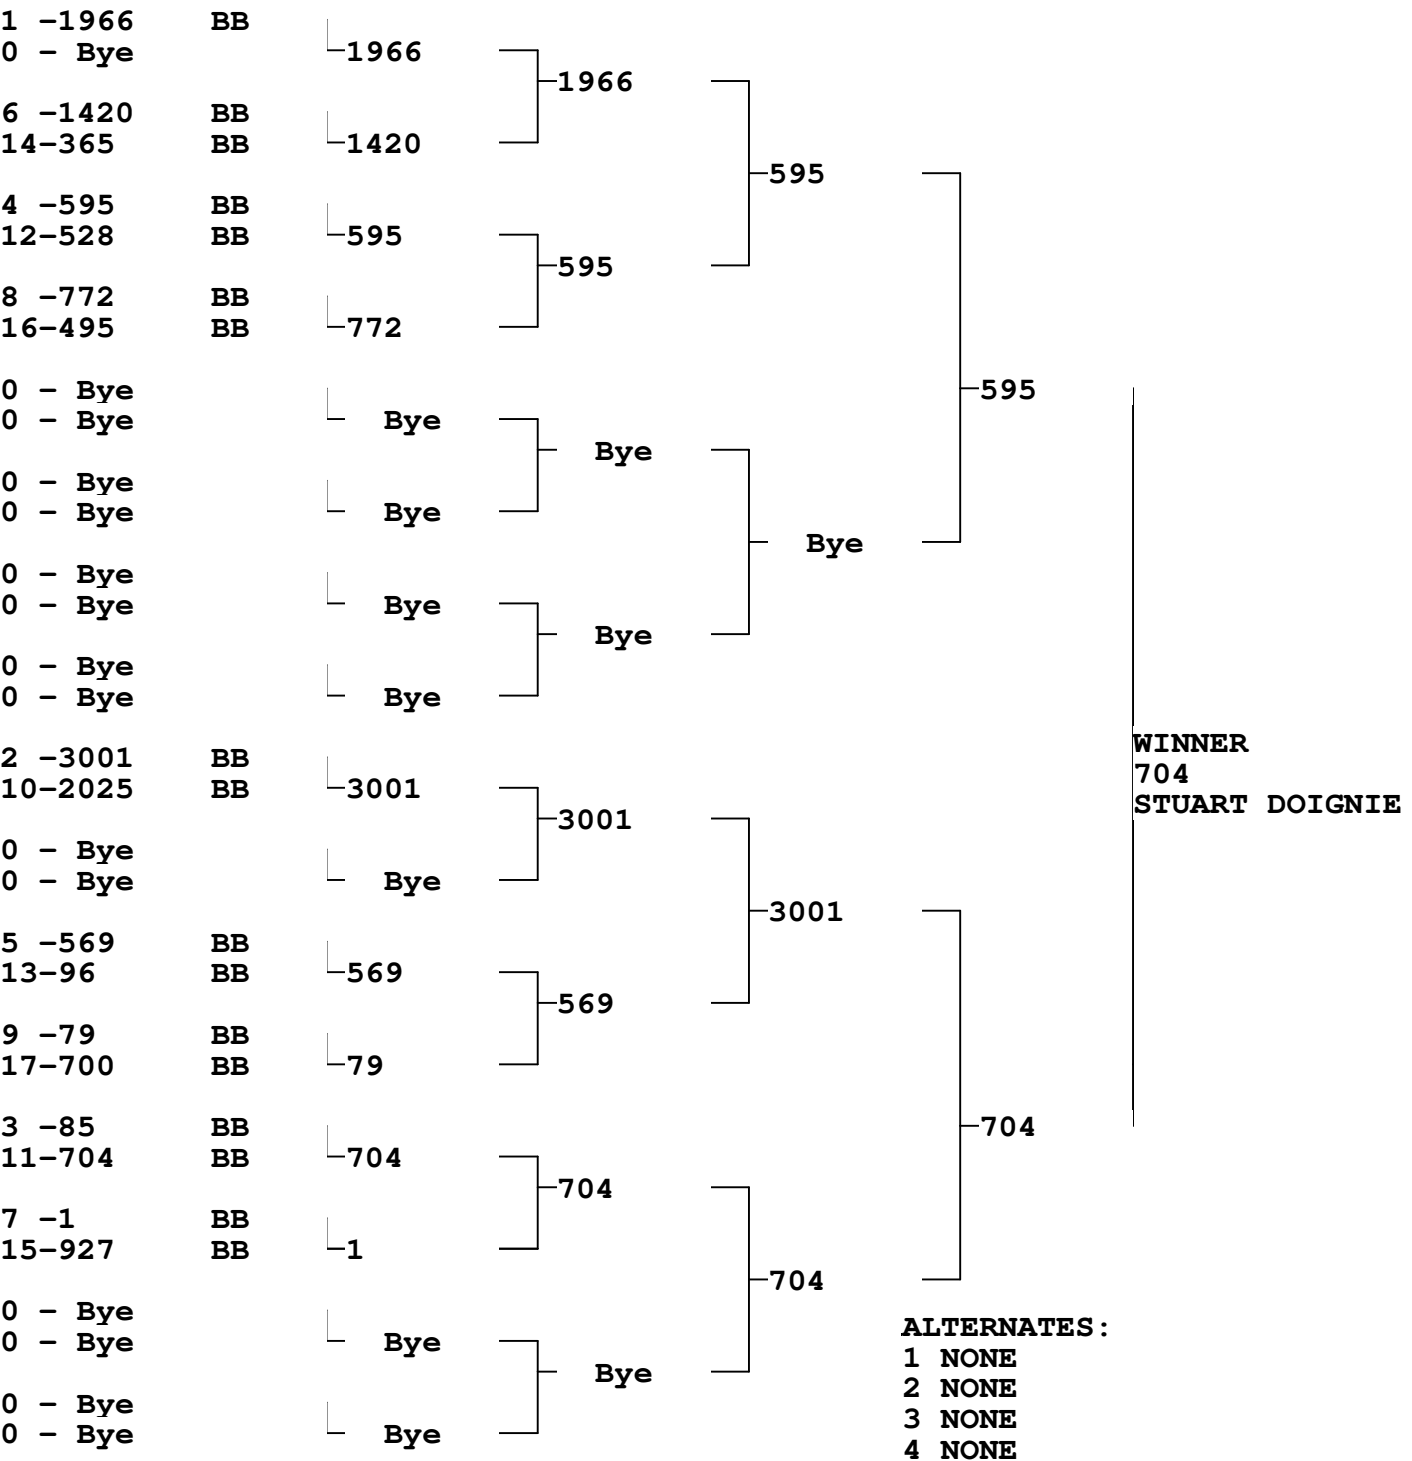 1 -1966 BB
0 - Bye
1966
1966
6 -1420 BB
14-365 BB
1420
595
4 -595 BB
12-528 BB
595
595
8 -772 BB
16-495 BB
772
595
0 - Bye
0 - Bye
Bye
Bye
0 - Bye
0 - Bye
Bye
Bye
0 - Bye
0 - Bye
Bye
Bye
0 - Bye
0 - Bye
Bye
WINNER
704
STUART DOIGNIE
2 -3001 BB
10-2025 BB
3001
3001
0 - Bye
0 - Bye
Bye
3001
5 -569 BB
13-96 BB
569
569
9 -79 BB
17-700 BB
79
704
3 -85 BB
11-704 BB
704
704
7 -1 BB
15-927 BB
1
704
0 - Bye
0 - Bye
Bye
Bye
0 - Bye
0 - Bye
Bye
ALTERNATES:
1 NONE
2 NONE
3 NONE
4 NONE